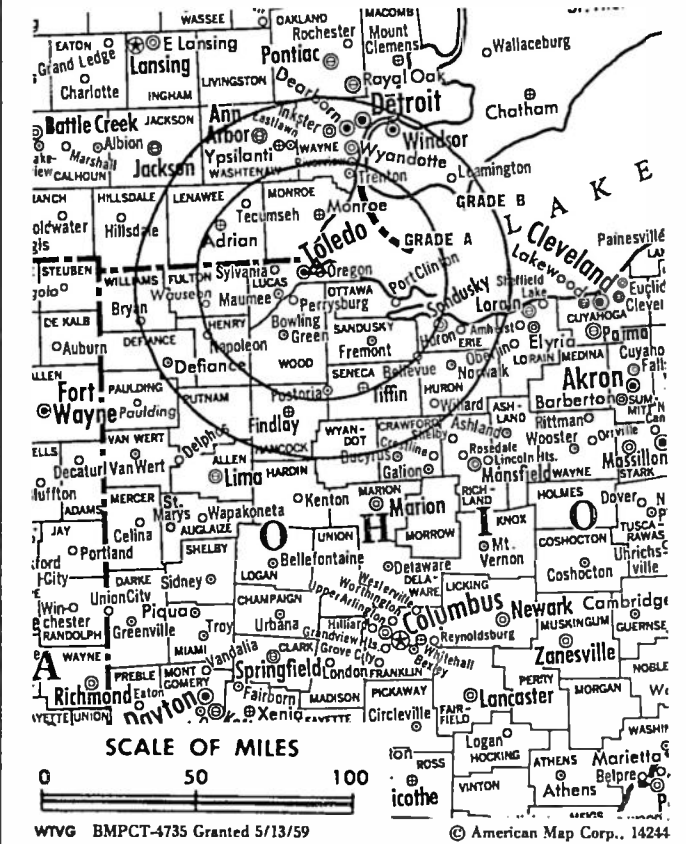 WASSEE
OAKLAND
MACOMB
Rochester
Mount
Clemens
Wallaceburg
EATON
E Lansing
Grand Ledge
Lansing
Pontiac
Royal Oak
LIVINGSTON
Charlotte
INGHAM
Dearborn
Detroit
Chatham
Ann
Arbor
Battle Creek
JACKSON
Inkster
Eastlawn
Windsor
Albion
Marshall
Ypsilanti
WAYNE
Wyandotte
CALHOUN
Jackson
WASHTENAW
Riverview
Trenton
Leamington
HILLSDALE
LENAWEE
MONROE
GRADE B
LAKE
Tecumseh
Monroe
Hillsdale
Adrian
GRADE A
Cleveland
Painesville
Toledo
Lakewood
STEUBEN
WILLIAMS
FULTON
Sylvania
LUCAS
Oregon
Port Clinton
Sheffield
Lake
Wauseon
Maumee
OTTAWA
Sandusky
Lorain
Bryan
Perrysburg
CUYAHOGA
DE KALB
HENRY
Bowling
Green
SANDUSKY
Huron
ERIE
Amherst
Elyria
Parma
Auburn
DEFIANCE
Napoleon
Fremont
Oberlin
LORAIN
MEDINA
WOOD
Defiance
SENECA
Bellevue
Norwalk
Akron
Fort
Wayne
PAULDING
PUTNAM
Fostoria
Tiffin
HURON
Barberton
Paulding
Findlay
Willard
ASH-
LAND
Rittman
VAN WERT
Delphos
HANCOCK
WYAN-
DOT
CRAWFORD
Shelby
Ashland
Wooster
Orrville
Decatur
Van Wert
ALLEN
Bucyrus
Crestline
Rosedale
Lincoln Hts.
Massillon
Lima
HARDIN
Galion
Mansfield
WAYNE
STARK
MERCER
St.
Marys
Wapakoneta
Kenton
MARION
Marion
RICH-
LAND
HOLMES
Dover
ADAMS
JAY
Celina
AUGLAIZE
OHIO
KNOX
Portland
SHELBY
UNION
MORROW
COSHOCTON
Bellefontaine
Mt.
Vernon
DARKE
Sidney
LOGAN
Delaware
Coshocton
Union City
CHAMPAIGN
Westerville
DELA-
WARE
LICKING
Worthington
Piqua
Upper Arlington
Columbus
Newark
Cambridge
Urbana
Hilliard
MUSKINGUM
RANDOLPH
Greenville
Troy
Grandview Hts.
Reynoldsburg
MIAMI
CLARK
Grove City
Whitehall
Zanesville
WAYNE
Vandalia
Springfield
London
Bexley
FRANKLIN
PREBLE
MONT
GOMERY
PERTY
NOBLE
Richmond
Eaton
Fairborn
MADISON
PICKAWAY
Lancaster
MORGAN
UNION
Dayton
Xenia
Circleville
FAIR-
FIELD
SCALE OF MILES
Logan
HOCKING
ROSS
ATHENS
Marietta
Belpre
0 50 100
VINTON
Athens
WTVG BMPCT-4735 Granted 5/13/59
© American Map Corp., 14244